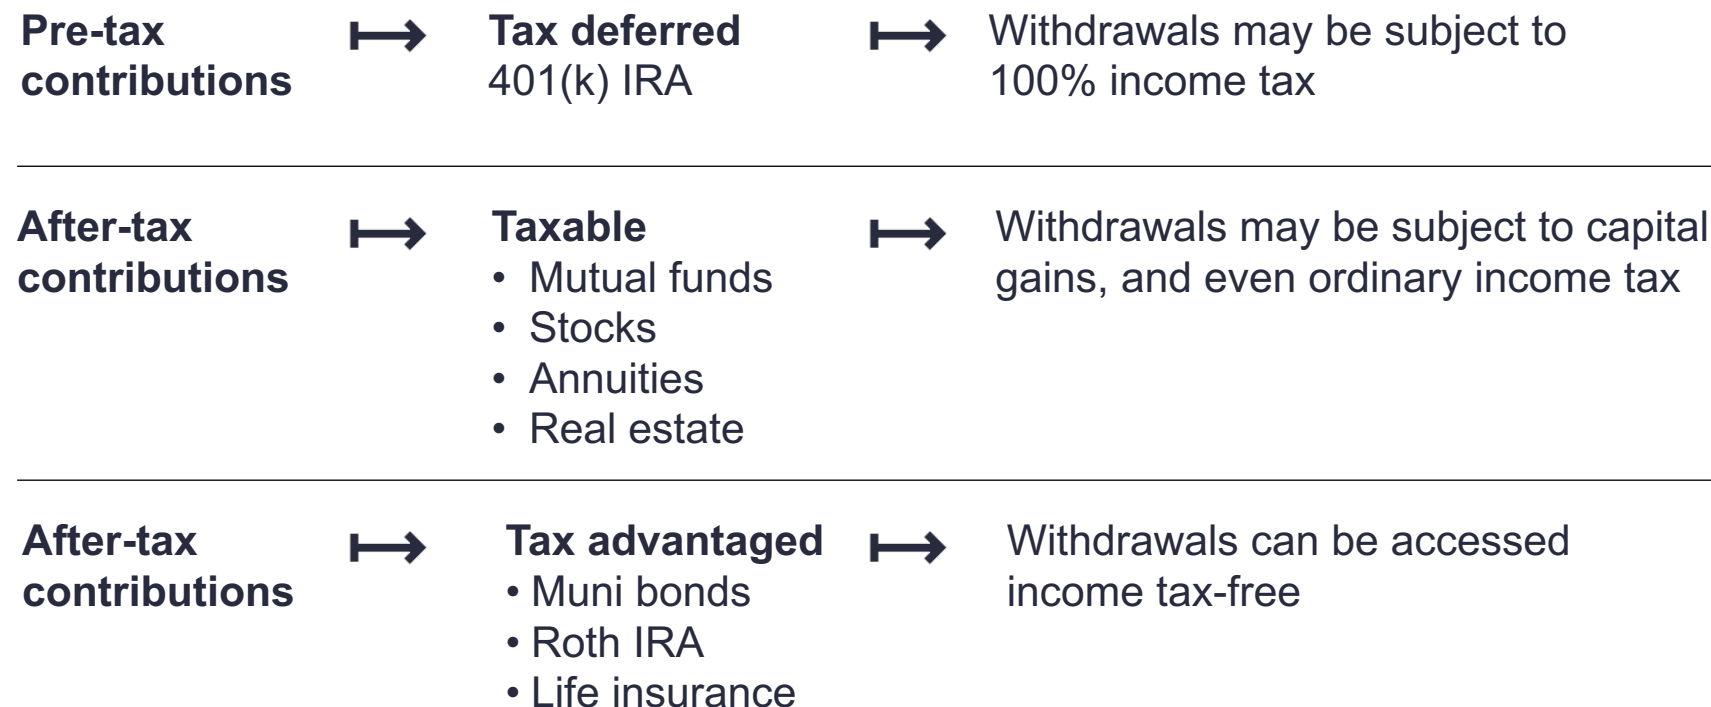 Pre-tax
contributions
Tax deferred
401(k) IRA
Withdrawals may be subject to
100% income tax
After-tax
contributions
Taxable
• Mutual funds
• Stocks
• Annuities
• Real estate
Withdrawals may be subject to capital
gains, and even ordinary income tax
After-tax
contributions
Tax advantaged
• Muni bonds
• Roth IRA
• Life insurance
Withdrawals can be accessed
income tax-free